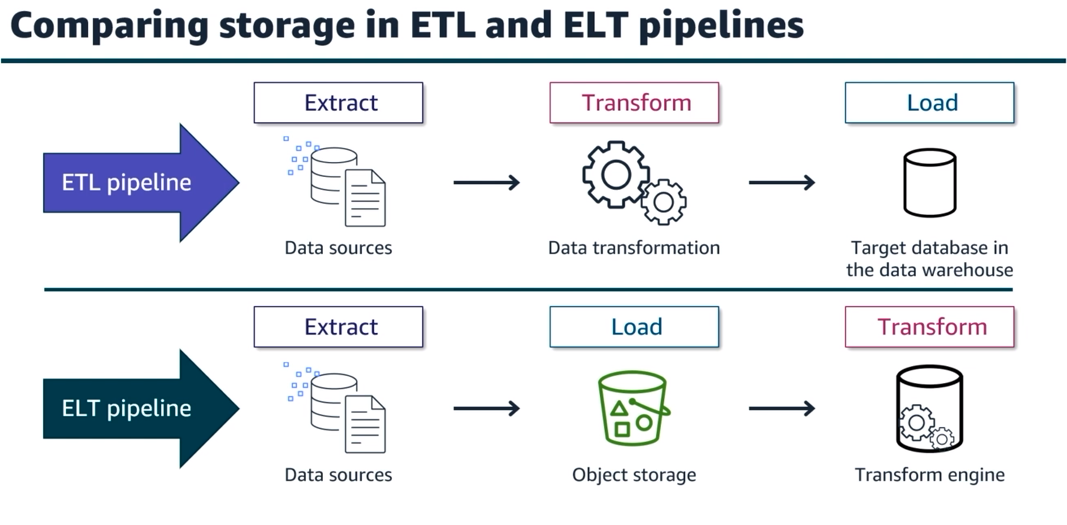 Comparing storage in ETL and ELT pipelines
Extract
Transform
Load
ETL pipeline
Data sources
Data transformation
Target database in
the data warehouse
Extract
Load
Transform
ELT pipeline
Data sources
Object storage
Transform engine